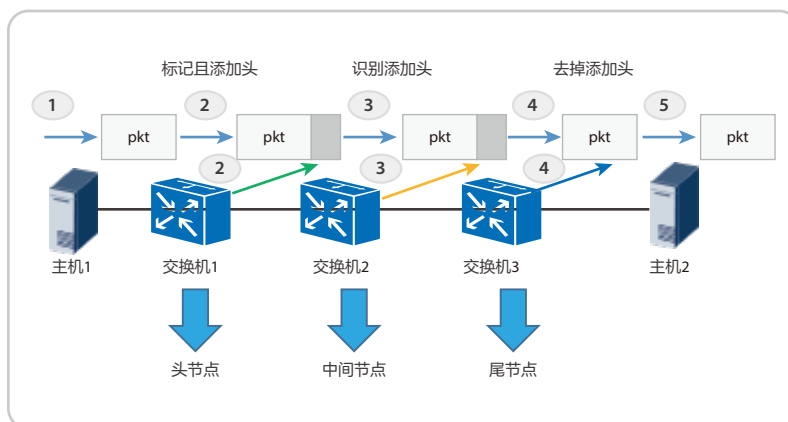 标记且添加头 识别添加头 去掉添加头
1 2 3 4 5
pkt pkt pkt pkt pkt
2 3 4
主机1 交换机1 交换机2 交换机3 主机2
头节点 中间节点 尾节点